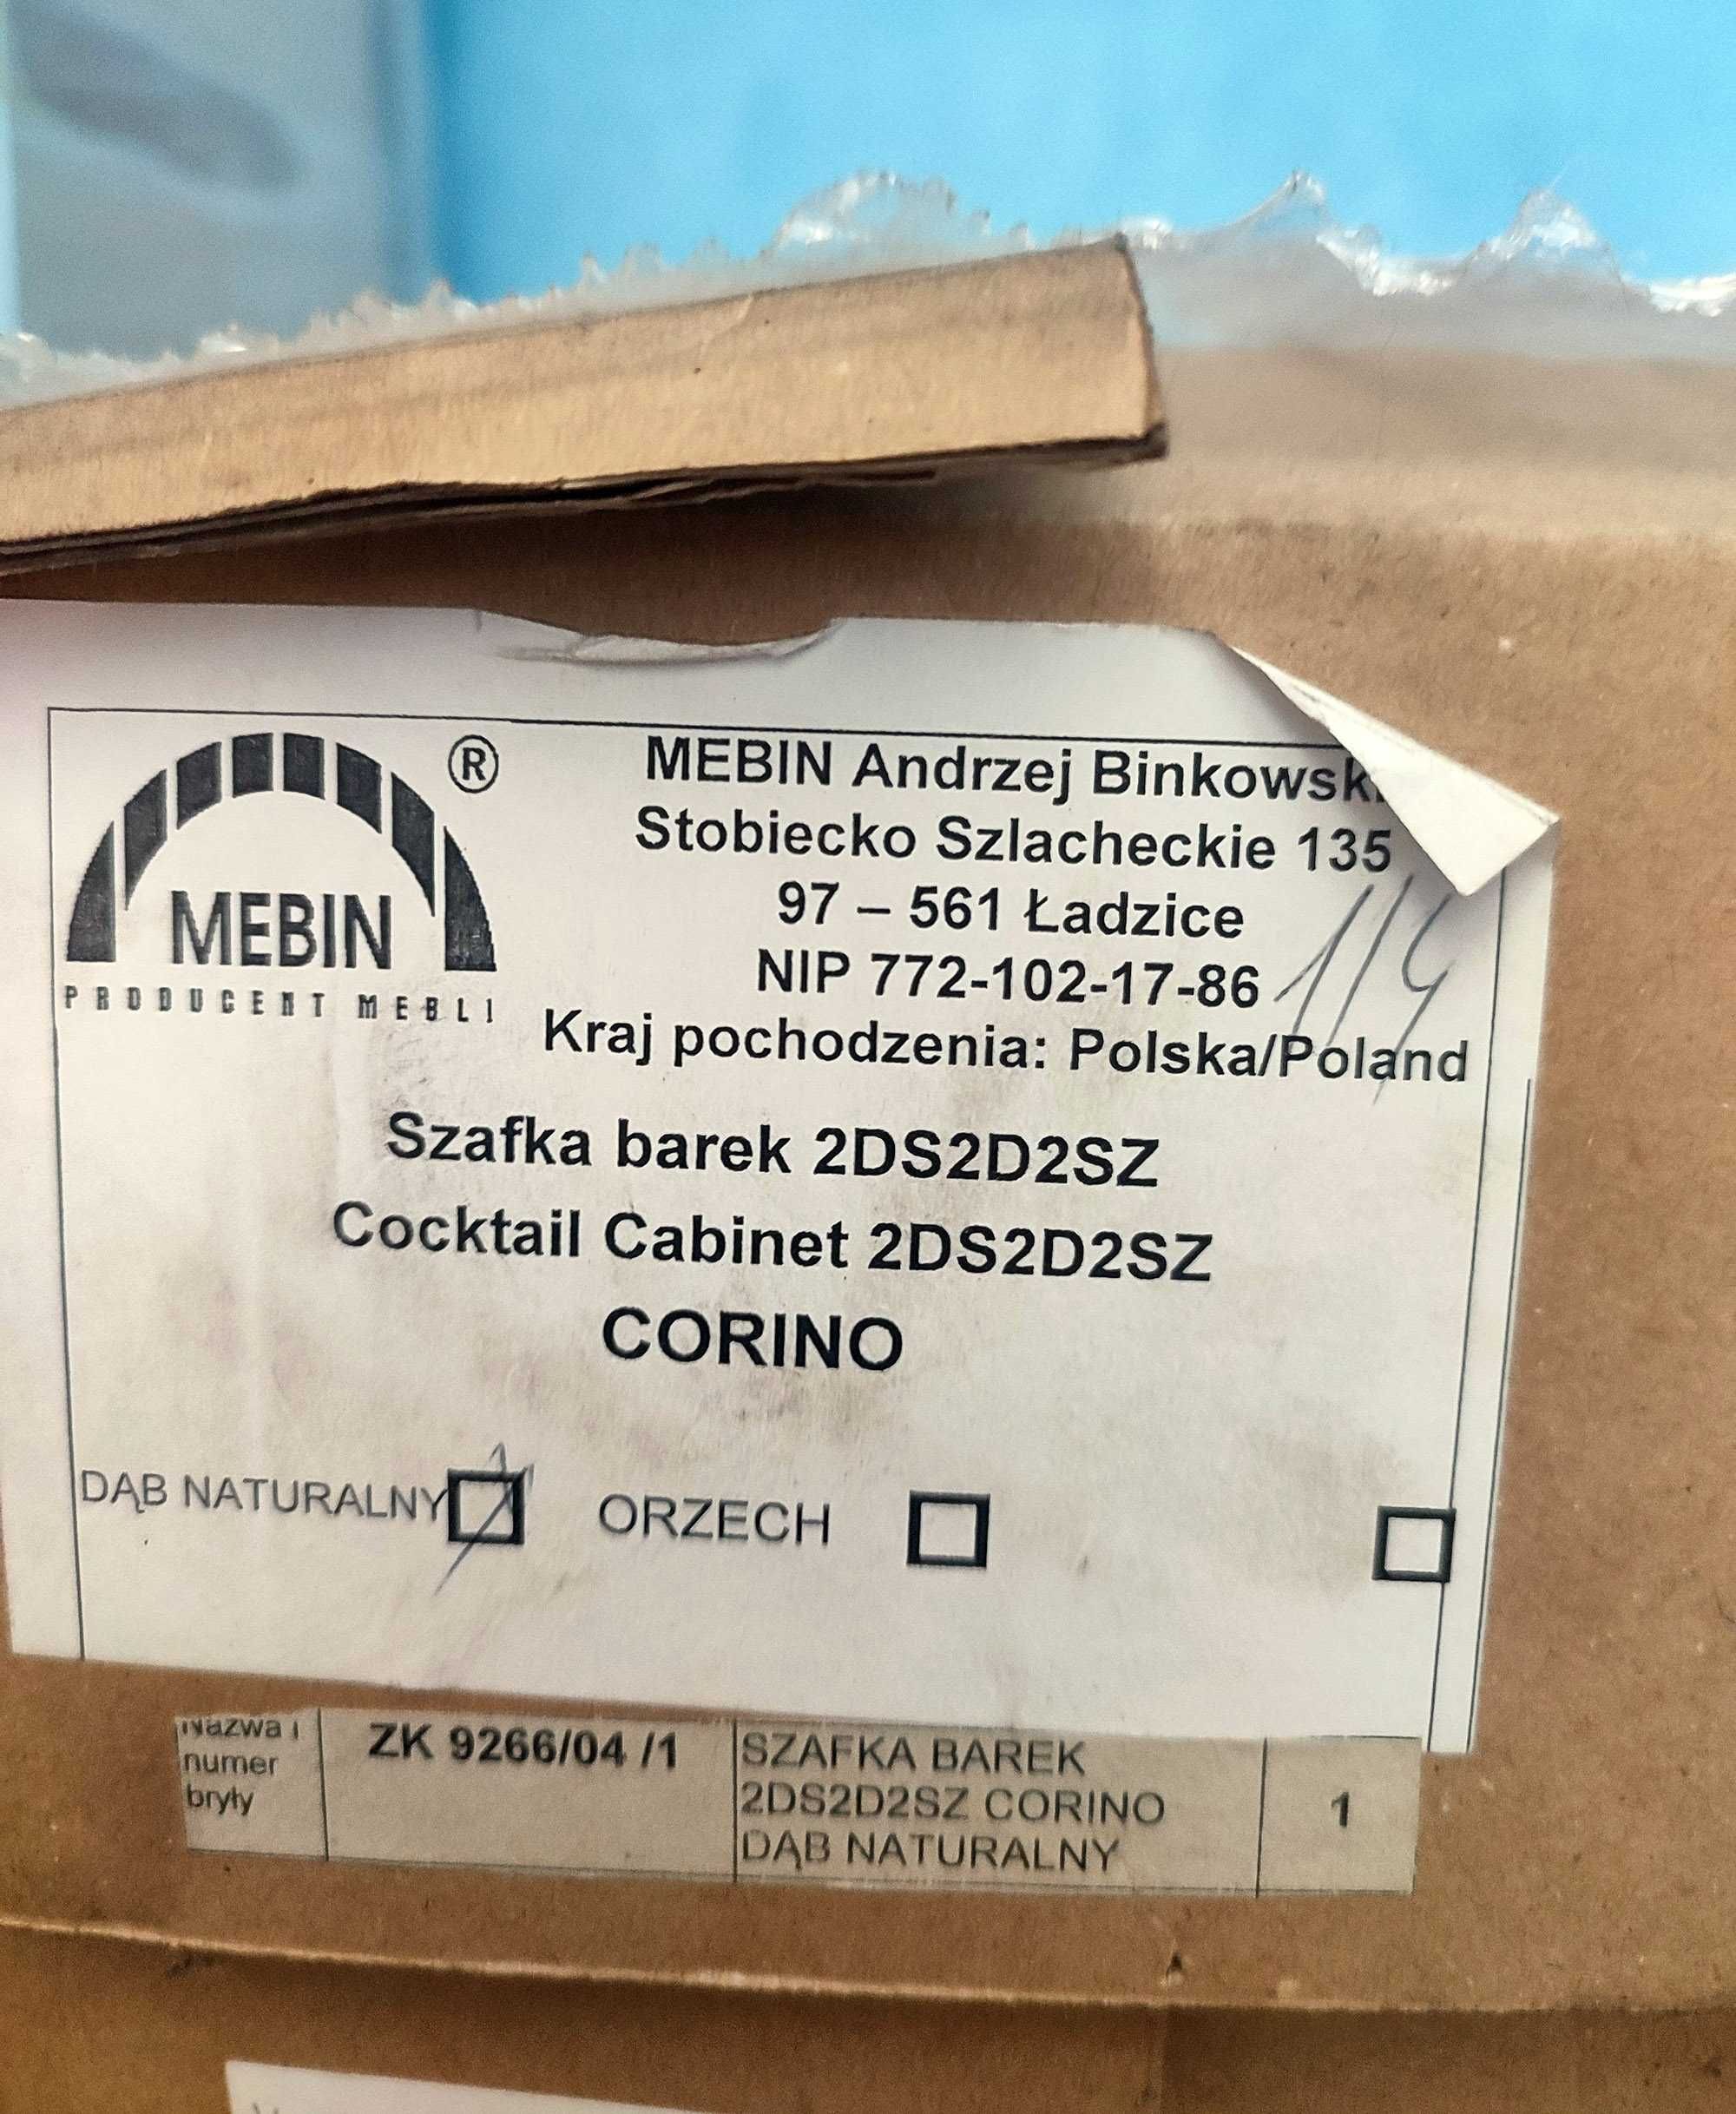 MEBIN
®
PRODUCENT MEBLI
MEBIN Andrzej Binkowsk
Stobiecko Szlacheckie 135
97 – 561 Ładzice
NIP 772-102-17-86
1/4
Kraj pochodzenia: Polska/Poland
Szafka barek 2DS2D2SZ
Cocktail Cabinet 2DS2D2SZ
CORINO
DĄB NATURALNY ORZECH
Nazwa i
numer
bryły
ZK 9266/04 /1
SZAFKA BAREK
2DS2D2SZ CORINO
DĄB NATURALNY
1